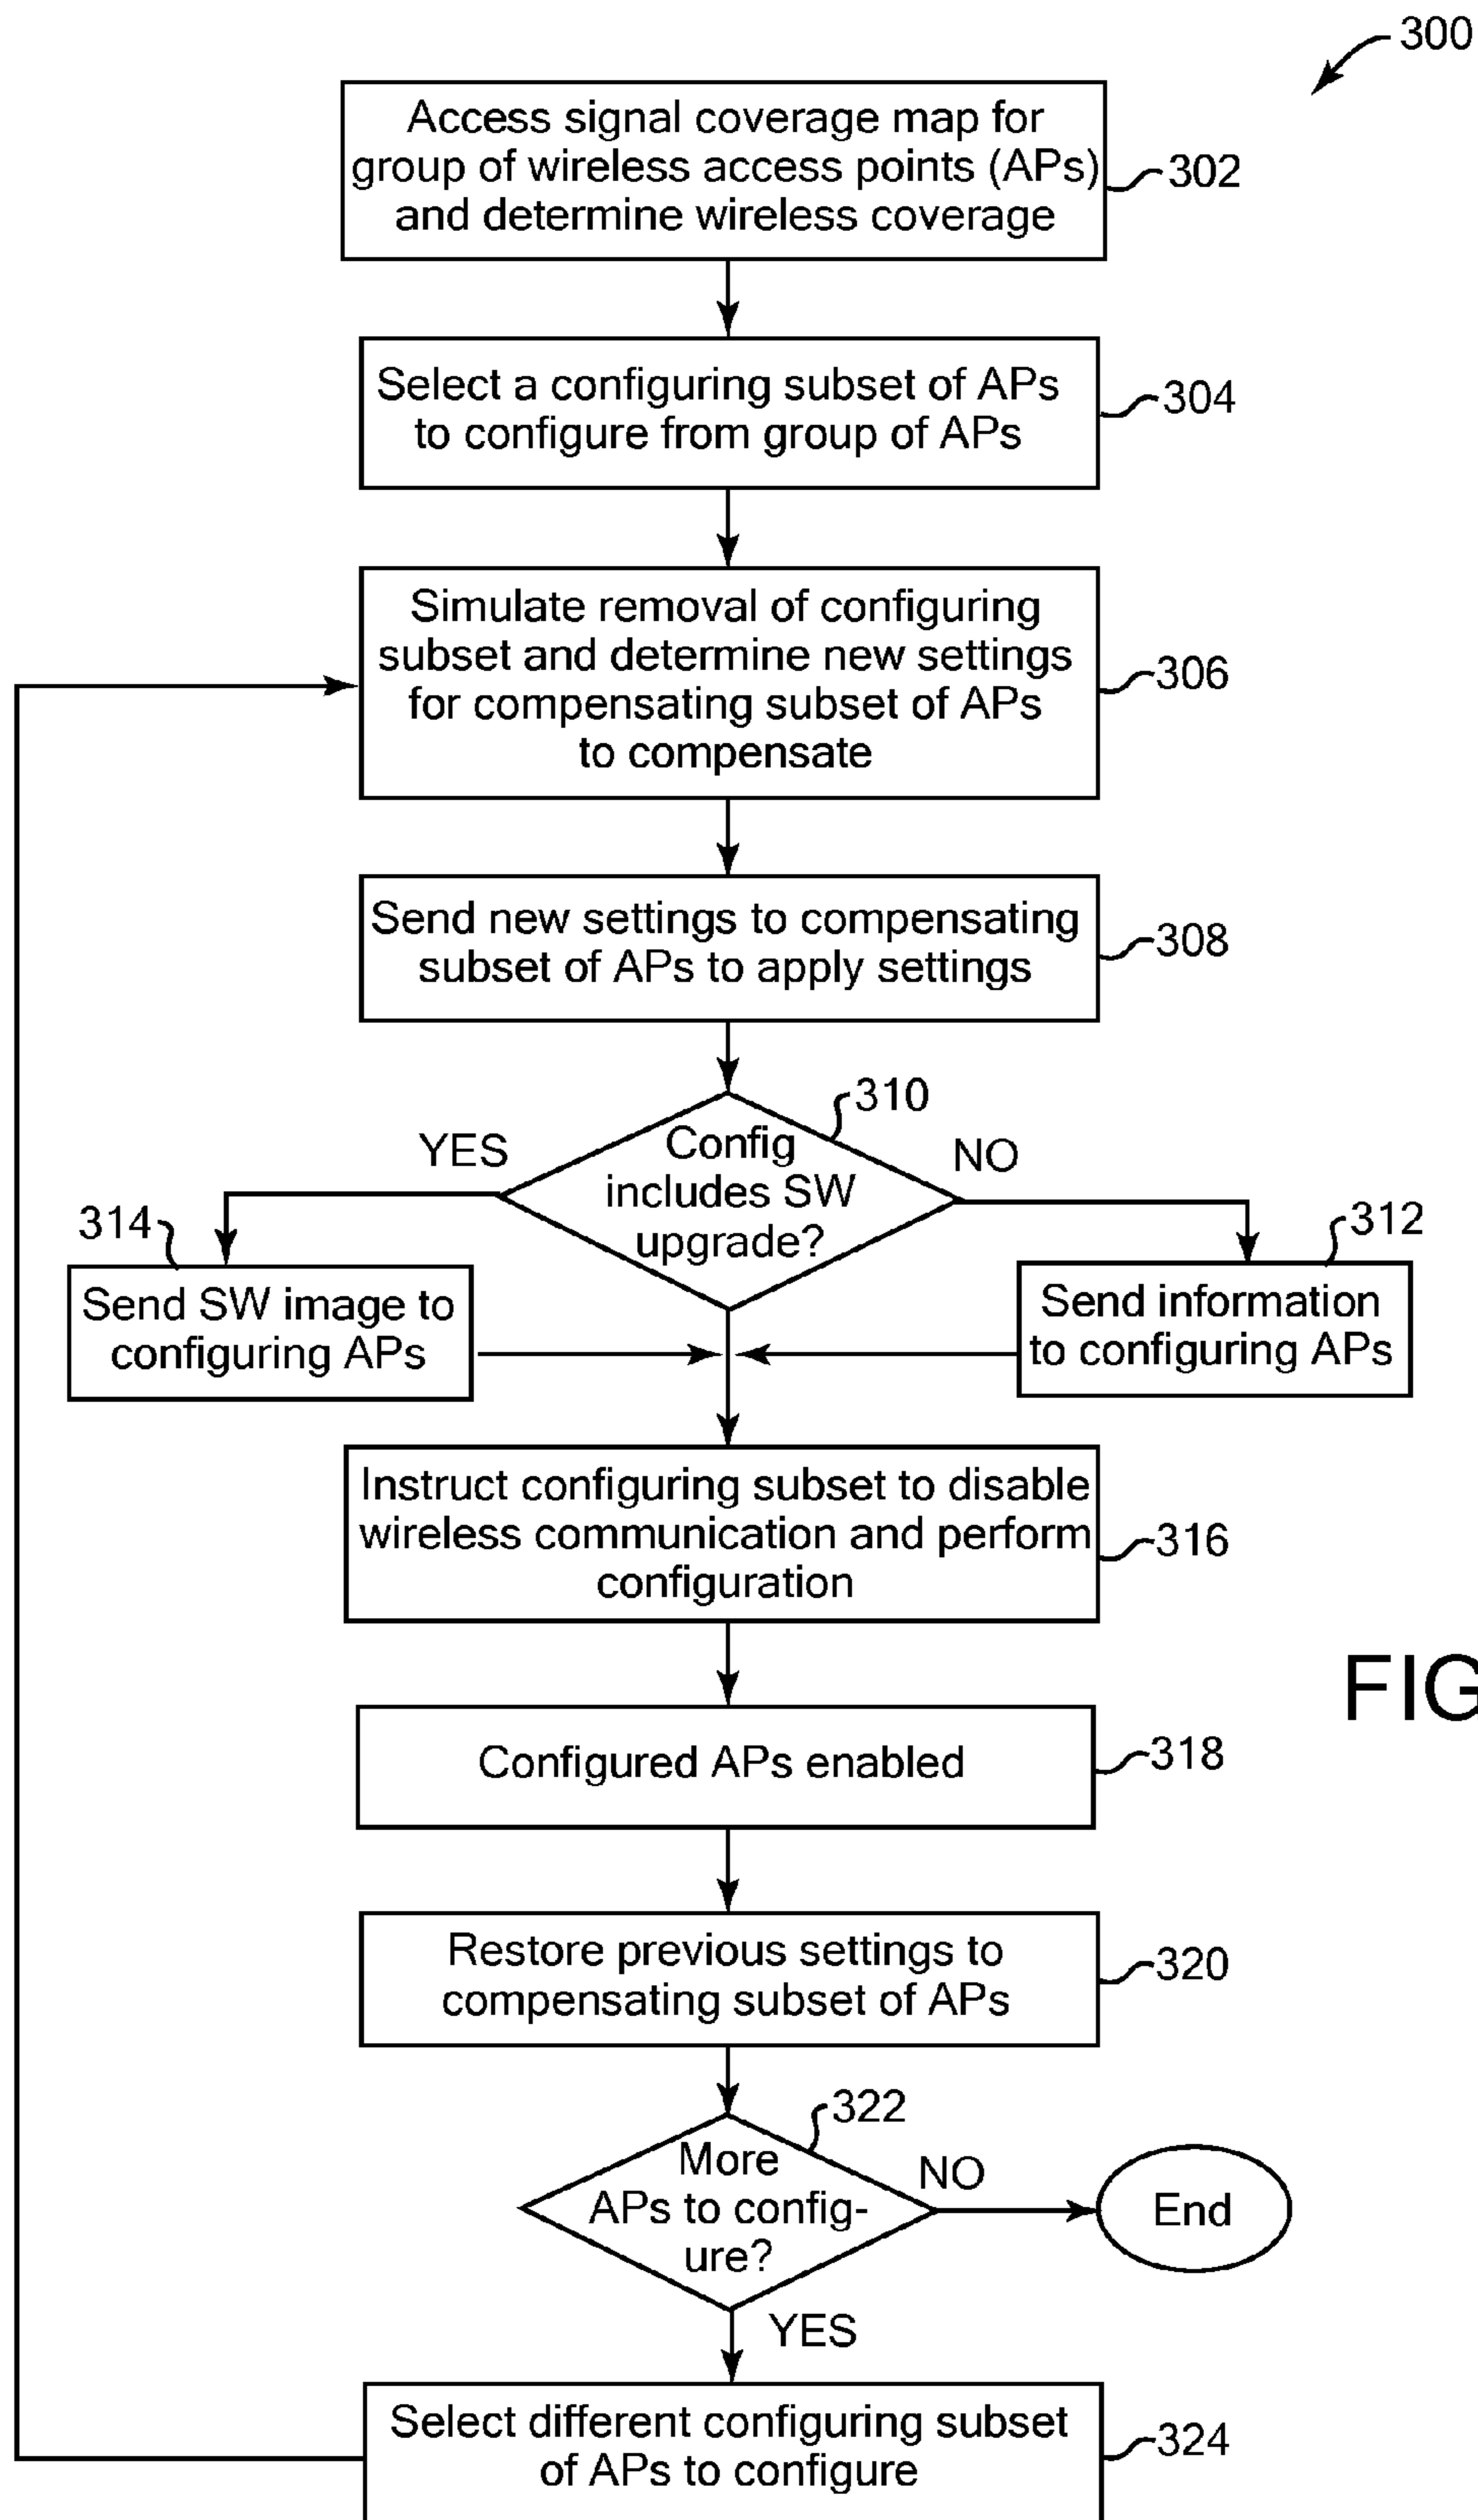 300
Access signal coverage map for
group of wireless access points (APs)
and determine wireless coverage
302
Select a configuring subset of APs
to configure from group of APs
304
Simulate removal of configuring
subset and determine new settings
for compensating subset of APs
to compensate
306
Send new settings to compensating
subset of APs to apply settings
308
310
YES
Config
includes SW
upgrade?
NO
314
Send SW image to
configuring APs
312
Send information
to configuring APs
Instruct configuring subset to disable
wireless communication and perform
configuration
316
FIG
Configured APs enabled
318
Restore previous settings to
compensating subset of APs
320
322
More
APs to config-
ure?
NO
End
YES
Select different configuring subset
of APs to configure
324